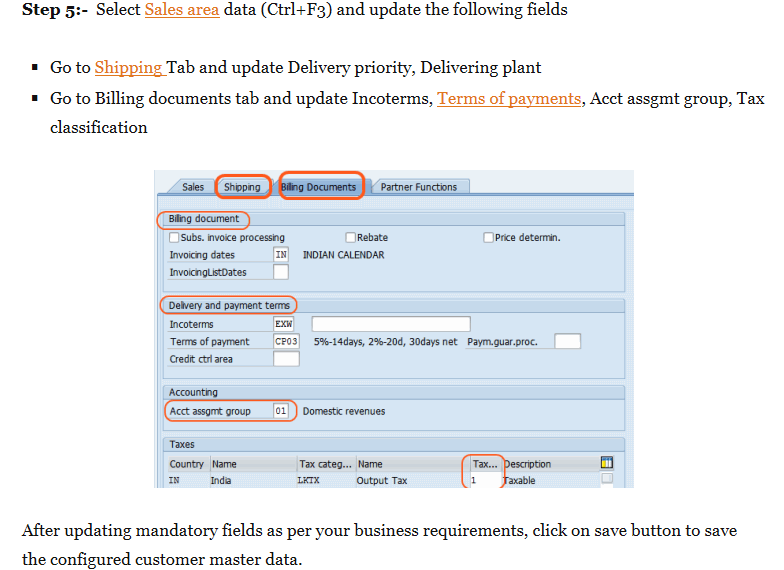 Step 5:- Select Sales area data (Ctrl+F3) and update the following fields
▪ Go to Shipping Tab and update Delivery priority, Delivering plant
▪ Go to Billing documents tab and update Incoterms, Terms of payments, Acct assgmt group, Tax
classification
Sales Shipping Billing Documents Partner Functions
Billing document
Subs. invoice processing Rebate Price determin.
Invoicing dates IN INDIAN CALENDAR
InvoicingListDates
Delivery and payment terms
Incoterms EXW
Terms of payment CP03 5%-14days, 2%-20d, 30days net Paym.guar.proc.
Credit ctrl area
Accounting
Acct assgmt group 01 Domestic revenues
Taxes
Country Name Tax categ... Name Tax... Description
IN India LKTX Output Tax 1 Taxable
After updating mandatory fields as per your business requirements, click on save button to save
the configured customer master data.